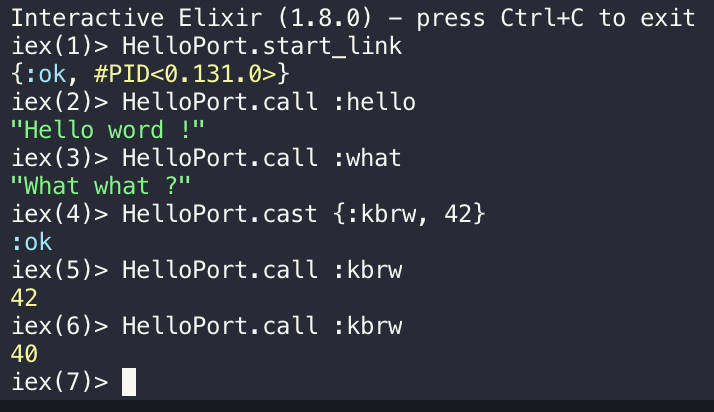 Interactive Elixir (1.8.0) – press Ctrl+C to exit
iex(1)> HelloPort.start_link
{:ok, #PID<0.131.0>}
iex(2)> HelloPort.call :hello
"Hello word !"
iex(3)> HelloPort.call :what
"What what ?"
iex(4)> HelloPort.cast {:kbrw, 42}
:ok
iex(5)> HelloPort.call :kbrw
42
iex(6)> HelloPort.call :kbrw
40
iex(7)>